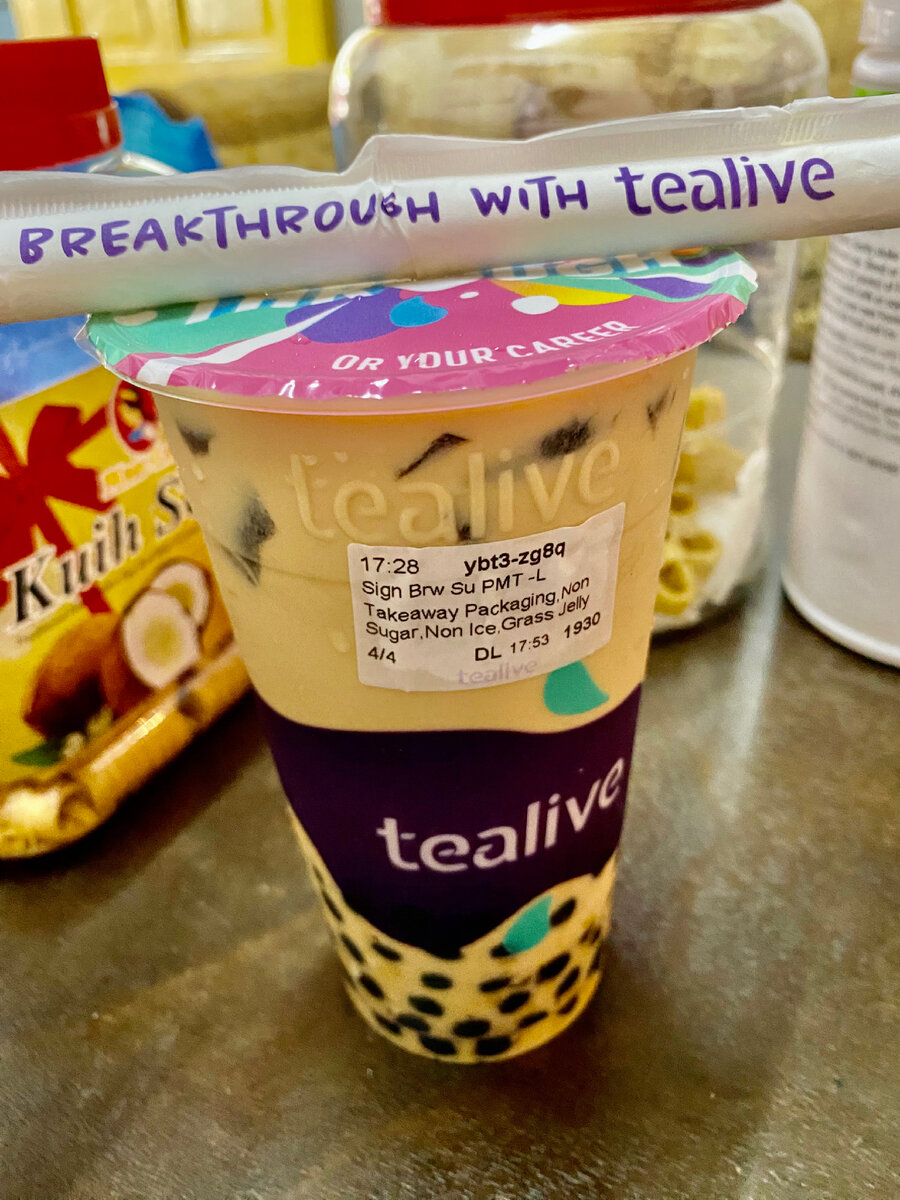 BREAKTHROUGH WITH tealive
OR YOUR CAREER
tealive
17:28 ybt3-zg8q
Sign Brw Su PMT -L
Takeaway Packaging,Non
Sugar,Non Ice,Grass Jelly
4/4 DL 17:53 1930
tealive
tealive
Kuih